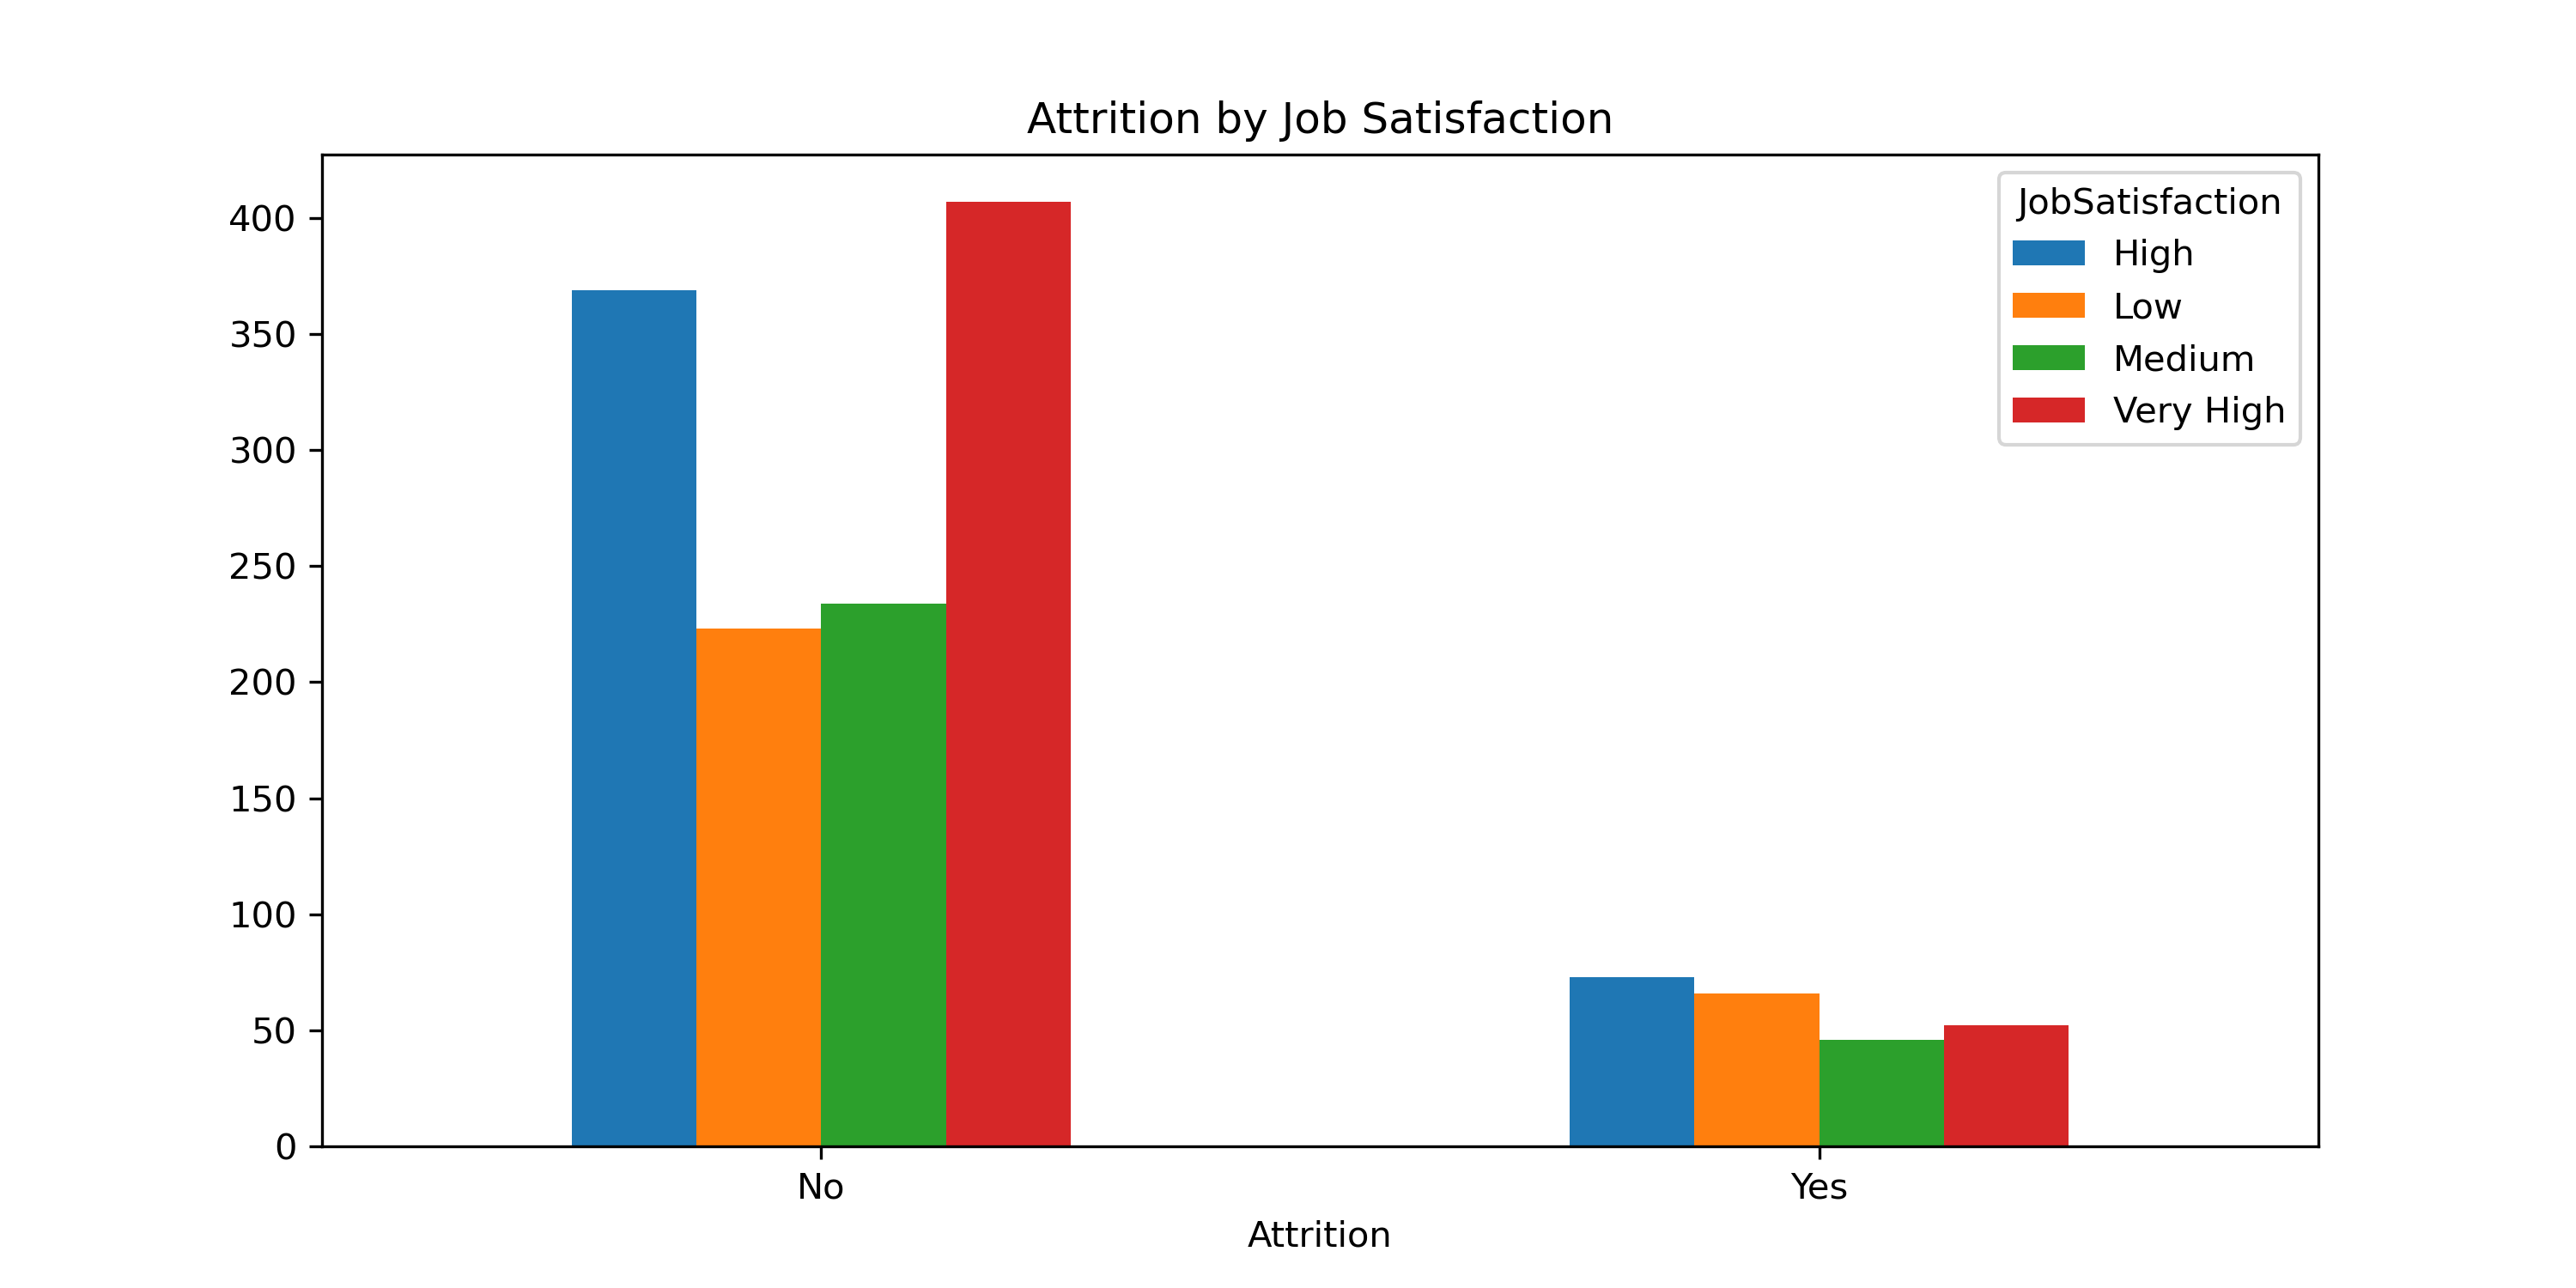 Attrition by Job Satisfaction
JobSatisfaction
High
Low
Medium
Very High
400
350
300
250
200
150
100
50
0
No
Yes
Attrition